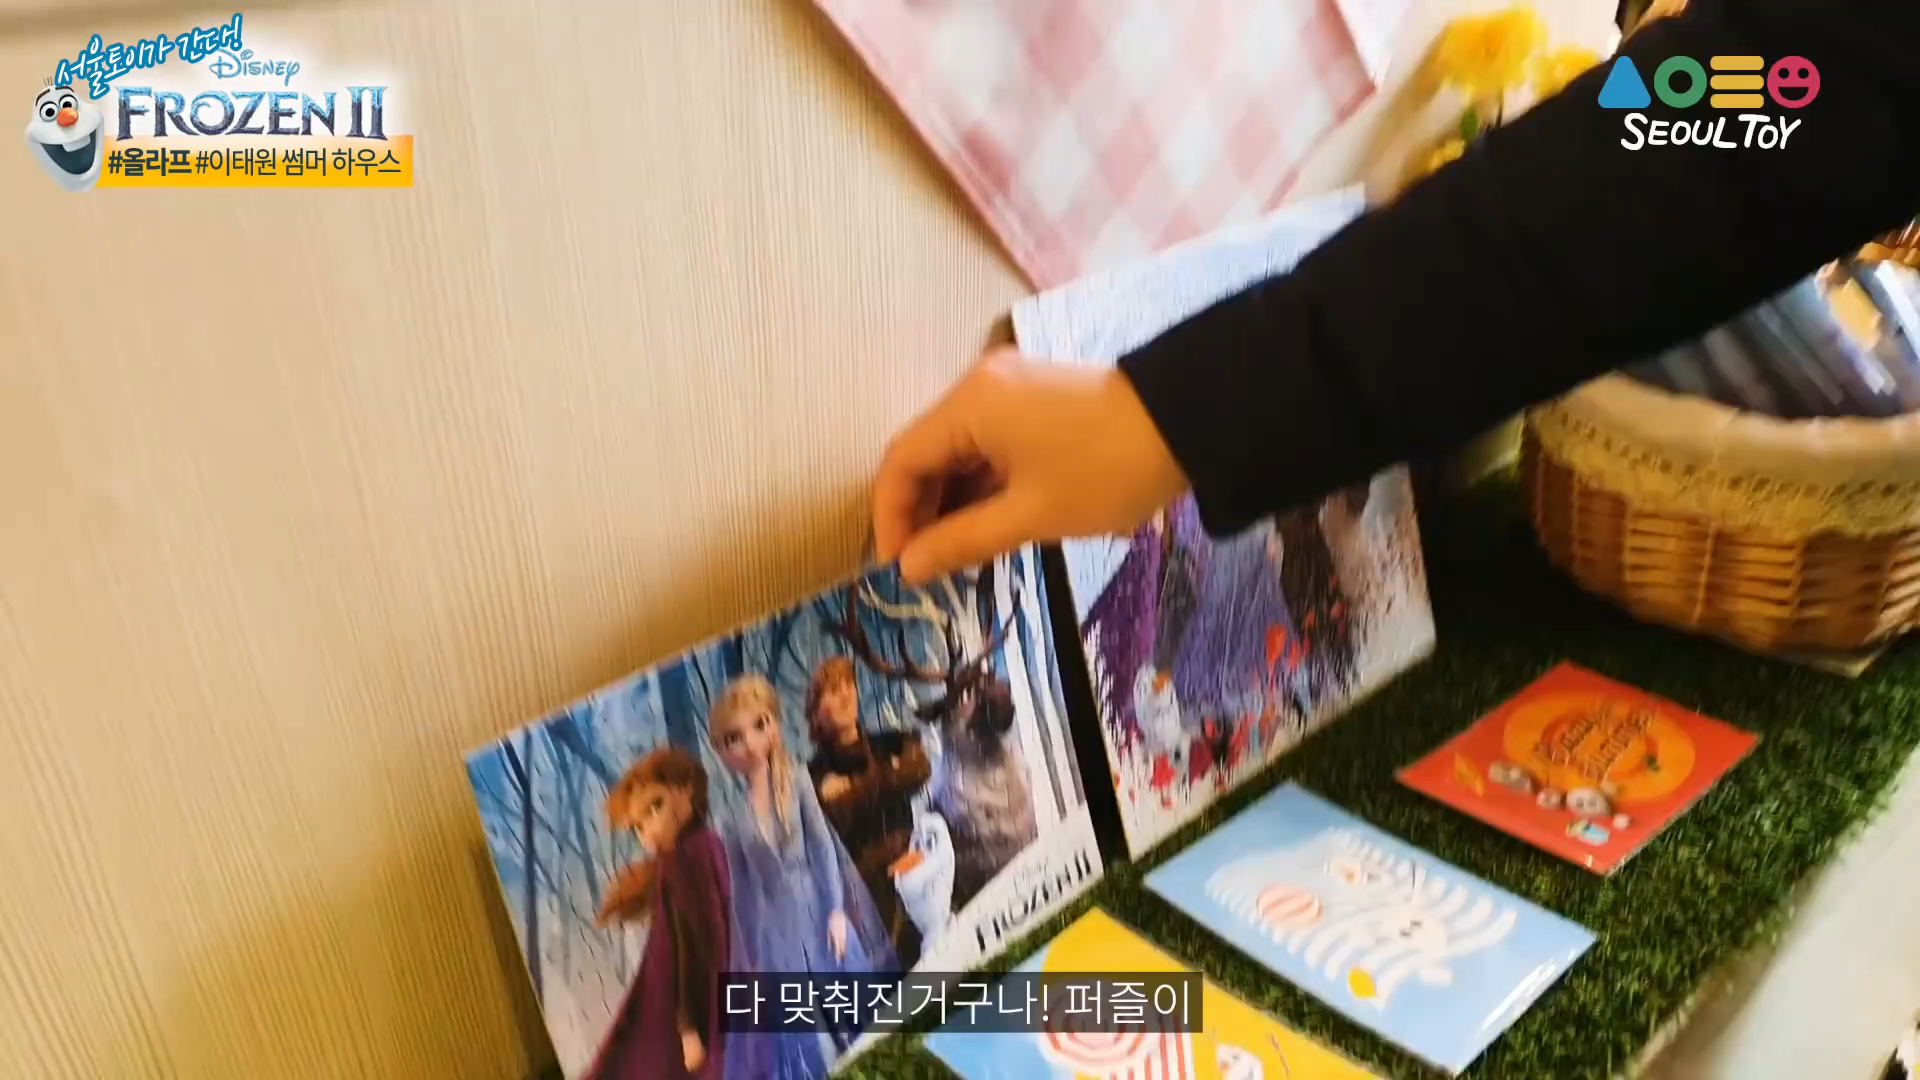 서울토이가 간다!
Disney
FROZEN II
#올라프 #이태원 썸머 하우스
SEOUL TOY
FROZEN II
다 맞춰진거구나! 퍼즐이